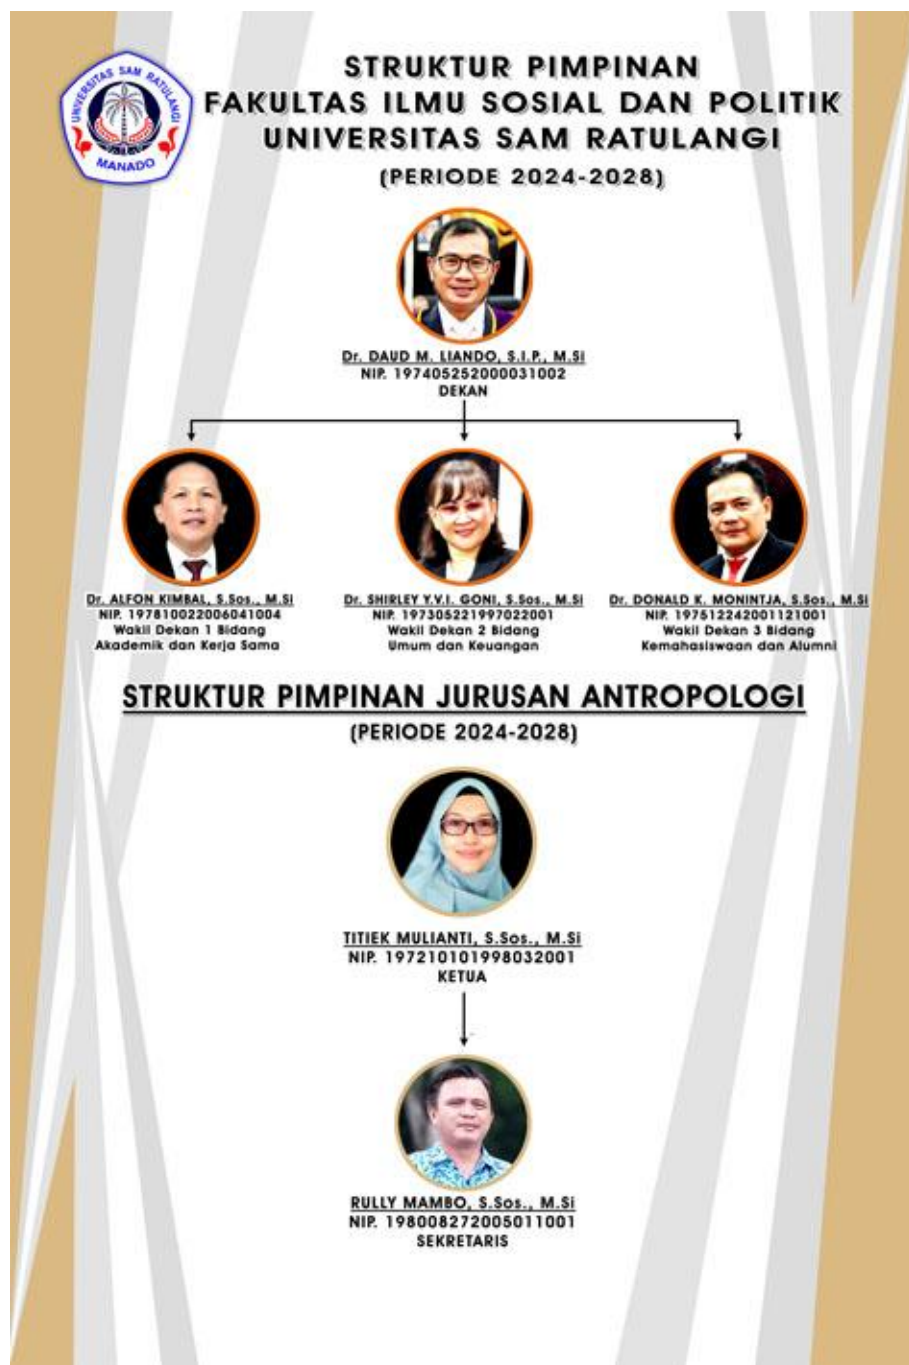 UNIVERSITAS SAM RATULANGI
MANADO
STRUKTUR PIMPINAN
FAKULTAS ILMU SOSIAL DAN POLITIK
UNIVERSITAS SAM RATULANGI
(PERIODE 2024-2028)
Dr. DAUD M. LIANDO, S.I.P., M.Si
NIP. 197405252000031002
DEKAN
Dr. ALFON KIMBAL, S.Sos., M.Si
NIP. 197810022006041004
Wakil Dekan 1 Bidang
Akademik dan Kerja Sama
Dr. SHIRLEY Y.V.I. GONI, S.Sos., M.Si
NIP. 197305221997022001
Wakil Dekan 2 Bidang
Umum dan Keuangan
Dr. DONALD K. MONINTJA, S.Sos., M.Si
NIP. 197512242001121001
Wakil Dekan 3 Bidang
Kemahasiswaan dan Alumni
STRUKTUR PIMPINAN JURUSAN ANTROPOLOGI
(PERIODE 2024-2028)
TITIEK MULIANTI, S.Sos., M.Si
NIP. 197210101998032001
KETUA
RULLY MAMBO, S.Sos., M.Si
NIP. 198008272005011001
SEKRETARIS